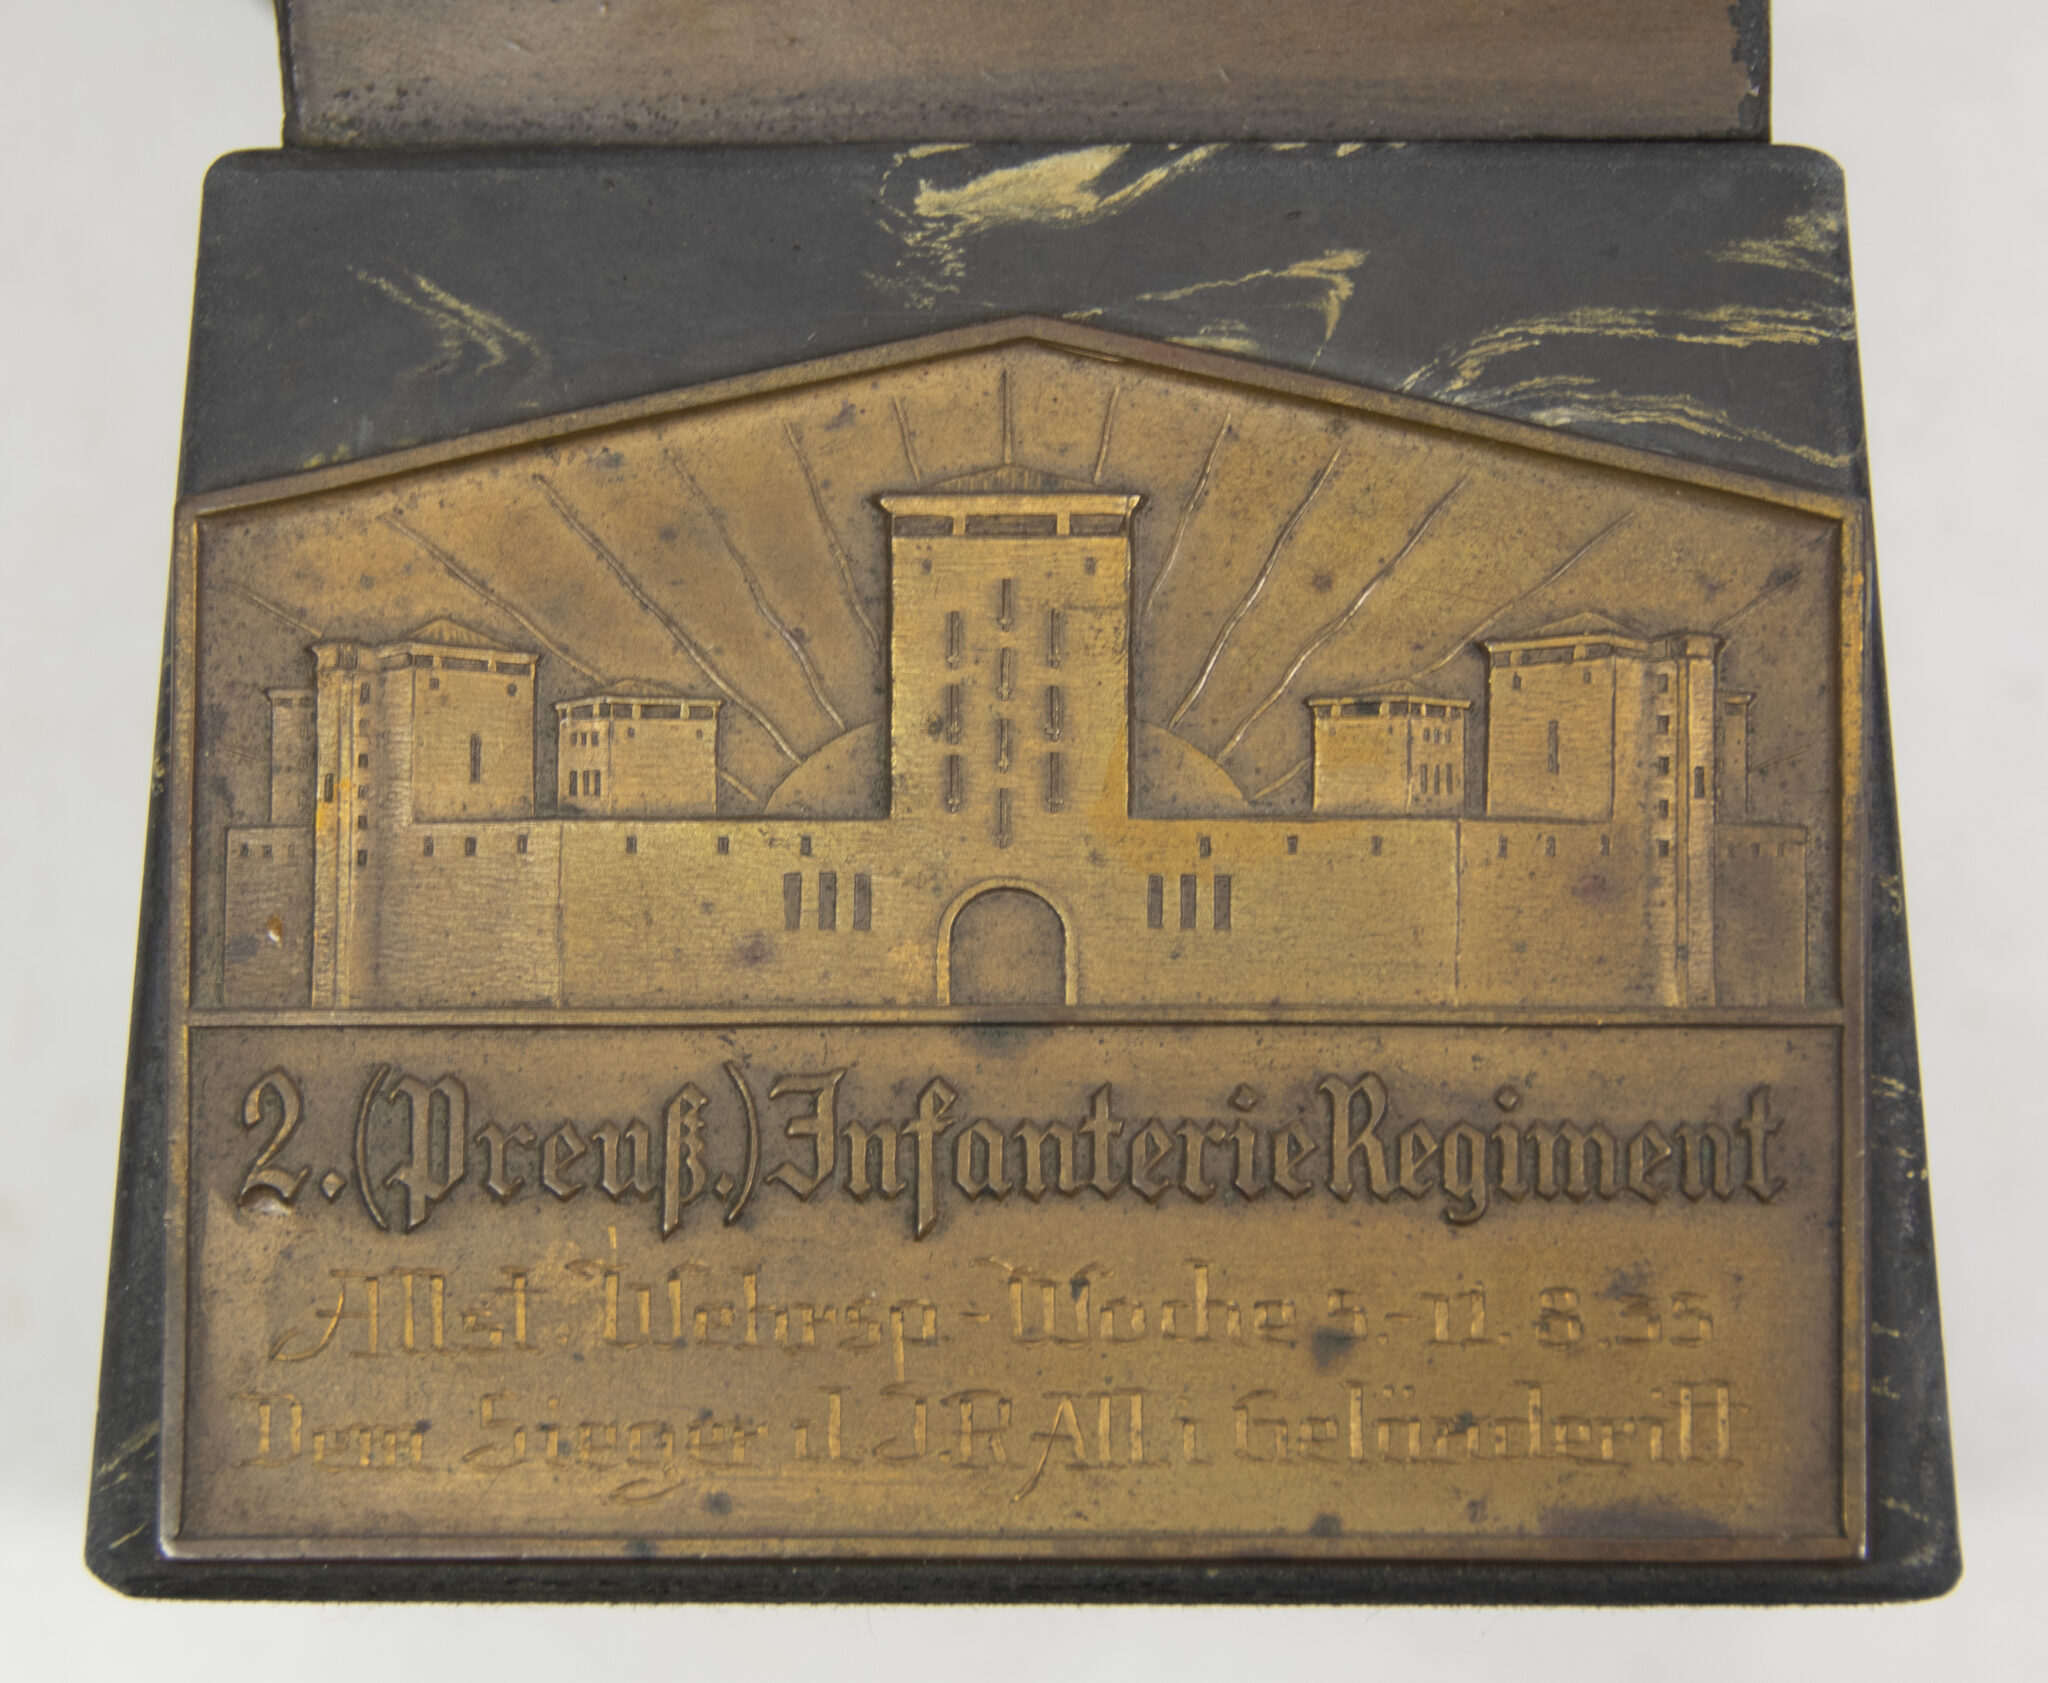 2. (Preuß.) Infanterie Regiment
Allst. Wehrsp.-Woche 5.-11. 8. 35
Dem Sieger d. I.R All. i Geländeritt